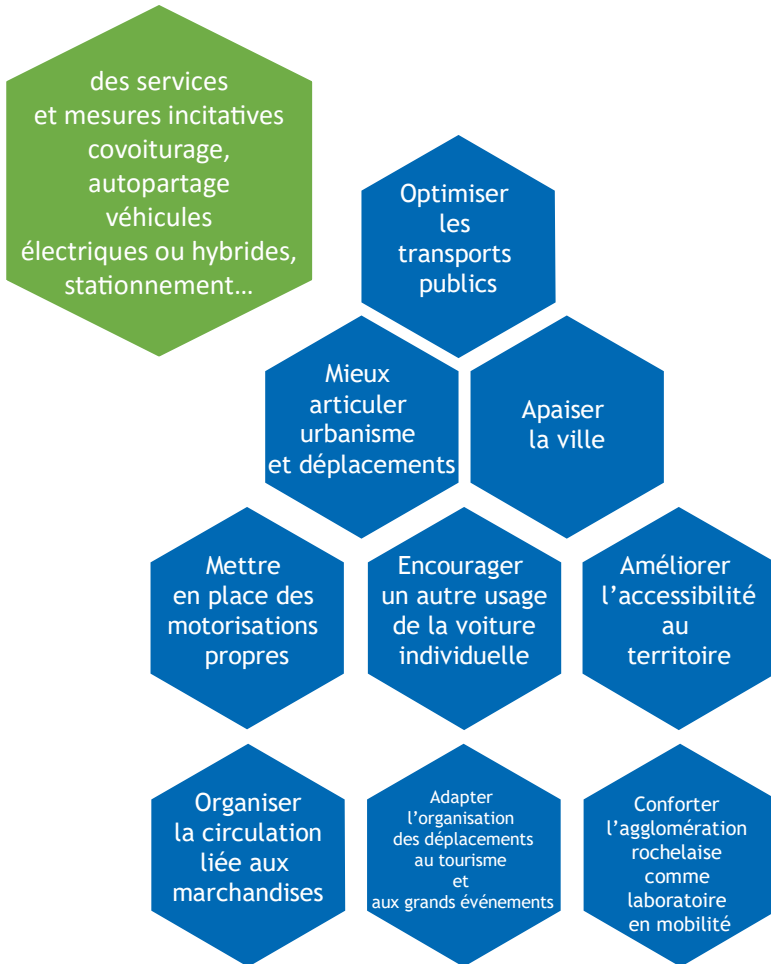 des services
et mesures incitatives
covoiturage,
autopartage
véhicules
électriques ou hybrides,
stationnement...
Optimiser
les
transports
publics
Mieux
articuler
urbanisme
et déplacements
Apaiser
la ville
Mettre
en place des
motorisations
propres
Encourager
un autre usage
de la voiture
individuelle
Améliorer
l’accessibilité
au
territoire
Organiser
la circulation
liée aux
marchandises
Adapter
l’organisation
des déplacements
au tourisme
et
aux grands événements
Conforter
l’agglomération
rochelaise
comme
laboratoire
en mobilité